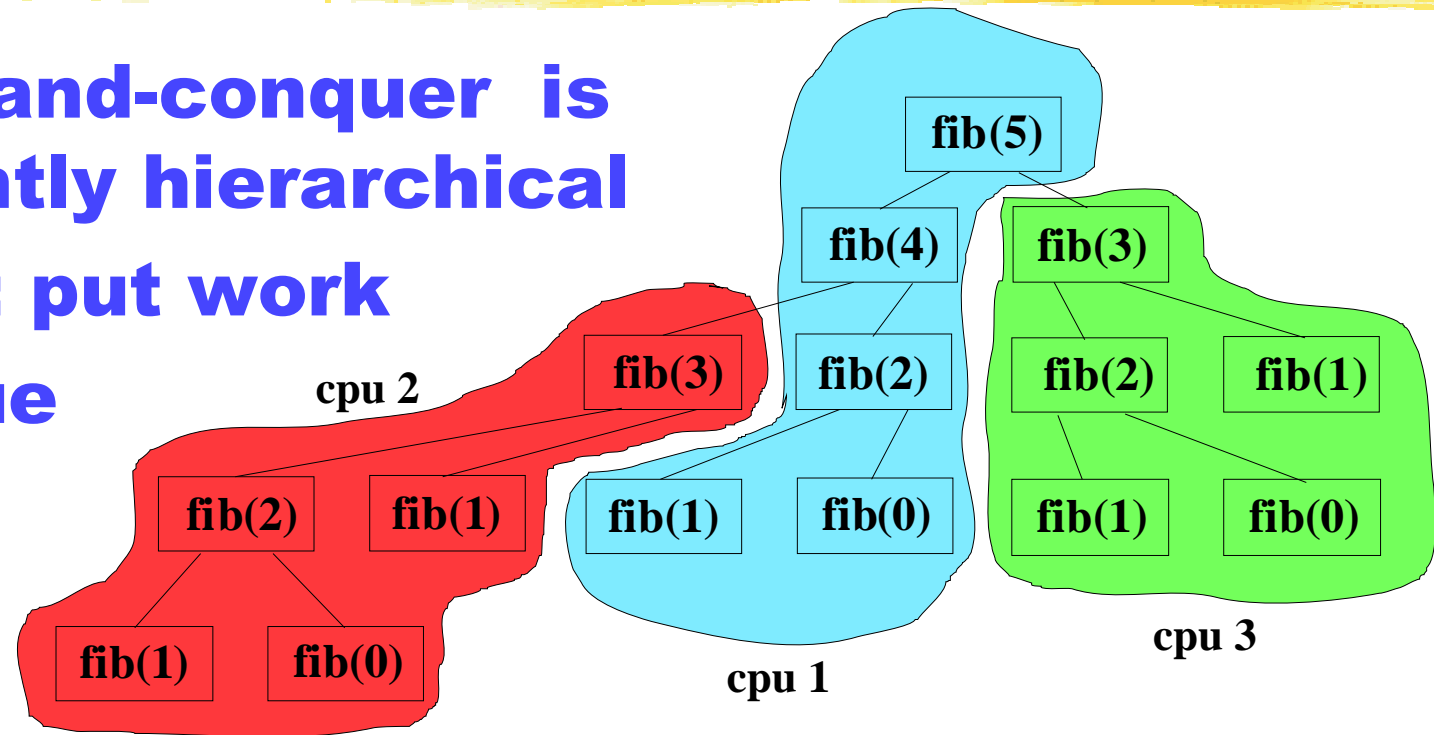 and-conquer is
ntly hierarchical
: put work
ue
fib(5)
fib(4) fib(3)
fib(3) fib(2) fib(2) fib(1)
cpu 2
fib(2) fib(1) fib(1) fib(0) fib(1) fib(0)
fib(1) fib(0)
cpu 1
cpu 3